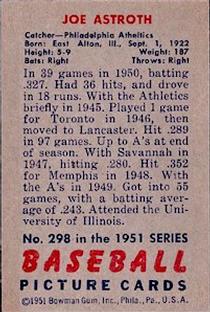 JOE ASTROTH
Catcher—Philadelphia Atheltics
Born: East Alton, Ill., Sept. 1, 1922
Height: 5-9 Weight: 187
Bats: Right Throws: Right
In 39 games in 1950, batting
.327. Had 36 hits, and drove
in 18 runs. With the Athletics
briefly in 1945. Played 1 game
for Toronto in 1946, then
moved to Lancaster. Hit .289
in 97 games. Up to A's at end
of season. With Savannah in
1947, hitting .280. Hit .352
for Memphis in 1948. With
the A's in 1949. Got into 55
games, with a batting aver-
age of .243. Attended the Uni-
versity of Illinois.
No. 298 in the 1951 SERIES
BASEBALL
PICTURE CARDS
©1951 Bowman Gum, Inc., Phila., Pa., U. S. A.